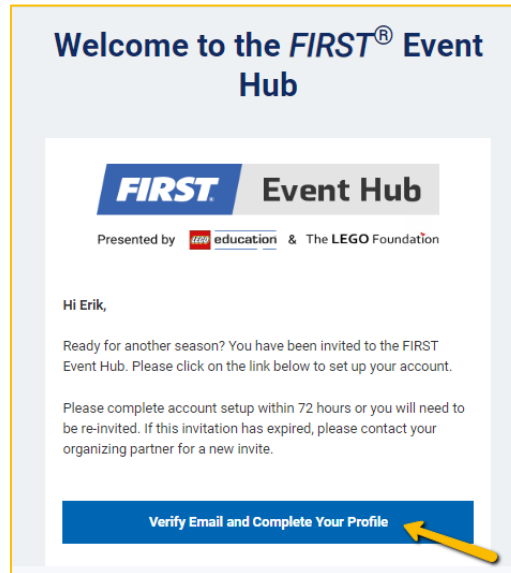 Welcome to the FIRST® Event
Hub
FIRST. Event Hub
Presented by LEGO education & The LEGO Foundation
Hi Erik,
Ready for another season? You have been invited to the FIRST
Event Hub. Please click on the link below to set up your account.
Please complete account setup within 72 hours or you will need to
be re-invited. If this invitation has expired, please contact your
organizing partner for a new invite.
Verify Email and Complete Your Profile